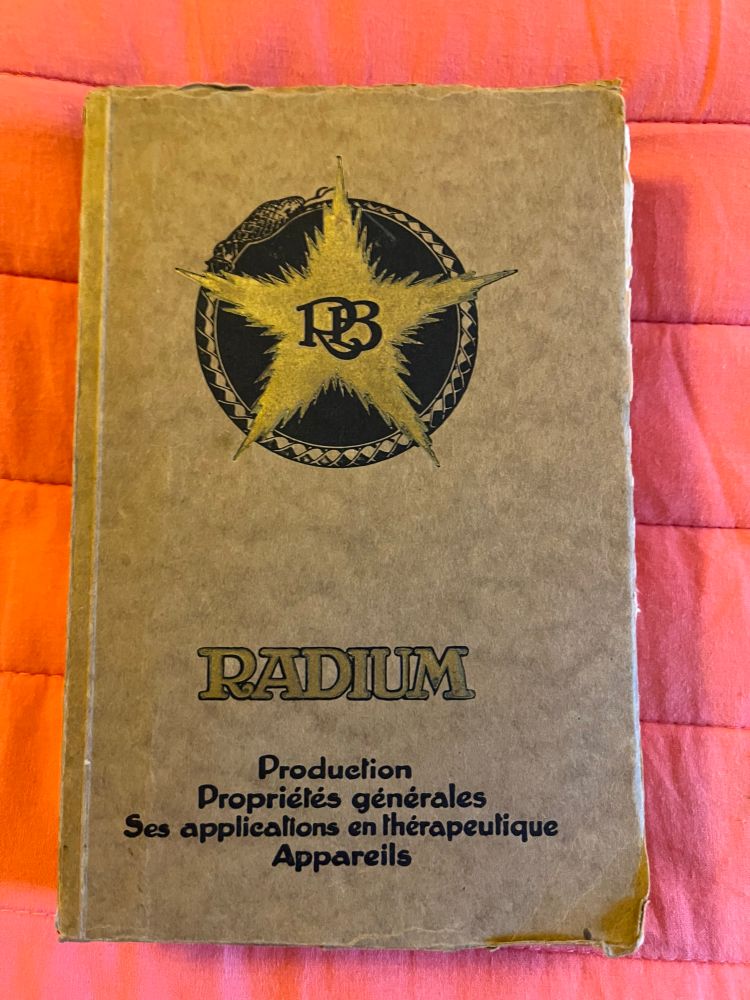 RB
RADIUM
Production
Propriétés générales
Ses applications en thérapeutique
Appareils